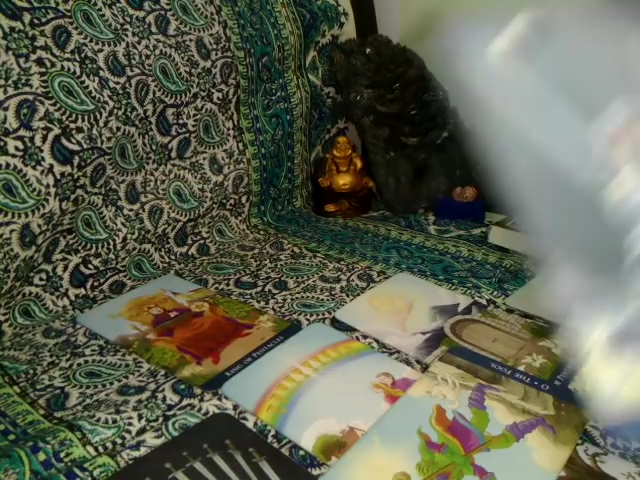 KING OF PENTACLES
0 • THE FOOL